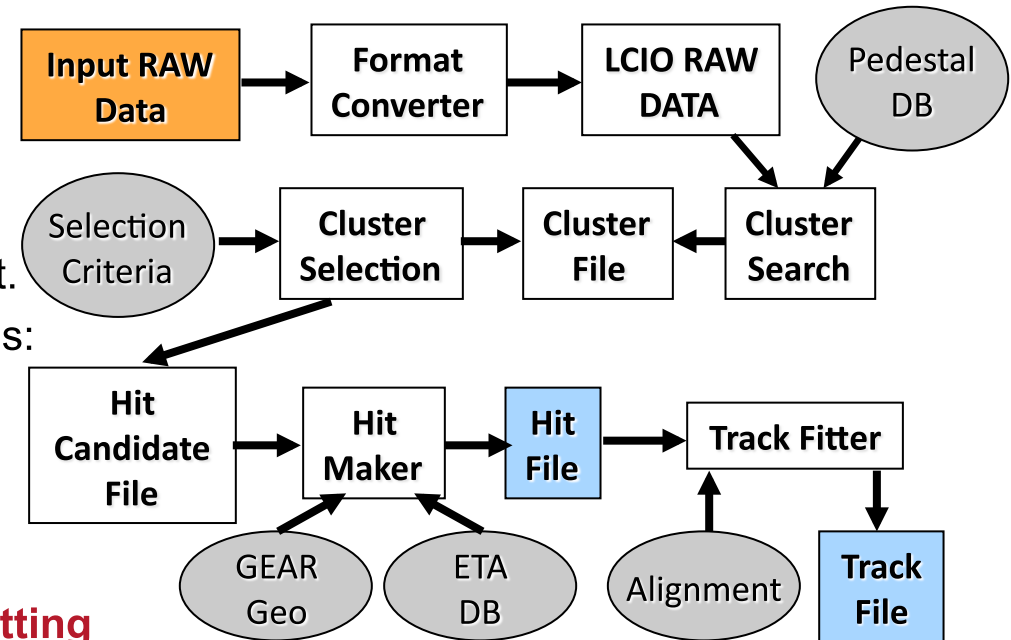 Input RAW
Data
Format
Converter
LCIO RAW
DATA
Pedestal
DB
Selection
Criteria
Cluster
Selection
Cluster
File
Cluster
Search
t.
s:
Hit
Candidate
File
Hit
Maker
Hit
File
Track Fitter
GEAR
Geo
ETA
DB
Alignment
Track
File
tting